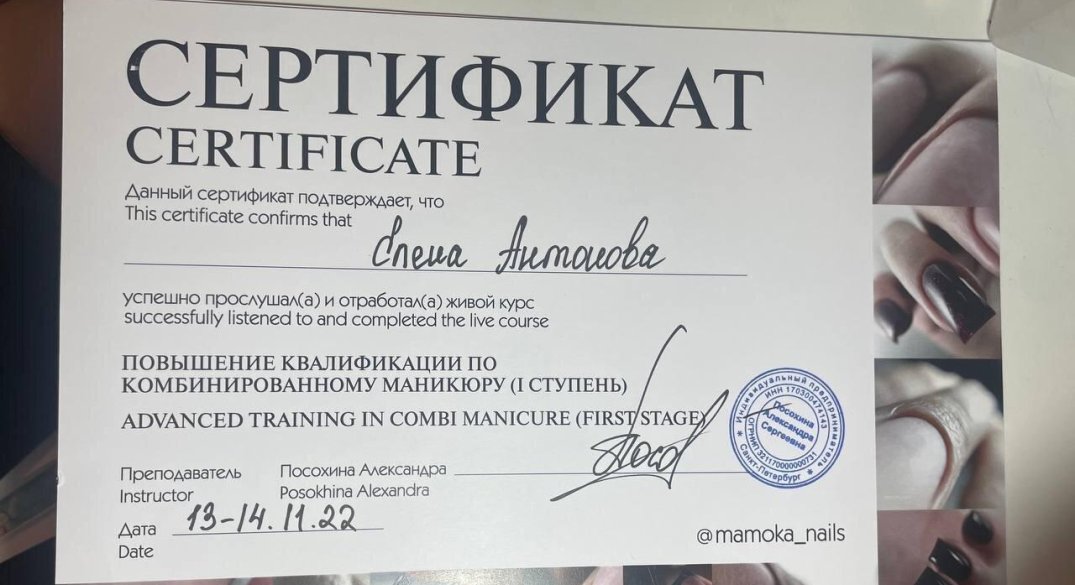 СЕРТИФИКАТ
CERTIFICATE
Данный сертификат подтверждает, что
This certificate confirms that
Елена Антонова
успешно прослушал(а) и отработал(а) живой курс
successfully listened to and completed the live course
ПОВЫШЕНИЕ КВАЛИФИКАЦИИ ПО
КОМБИНИРОВАННОМУ МАНИКЮРУ (I СТУПЕНЬ)
ADVANCED TRAINING IN COMBI MANICURE (FIRST STAGE)
Преподаватель Посохина Александра
Instructor Posokhina Alexandra
Дата 13-14.11.22
Date
@mamoka_nails
Индивидуальный предприниматель
ИНН
Посохина
Александра
Сергеевна
ОГРНИП
Санкт-Петербург